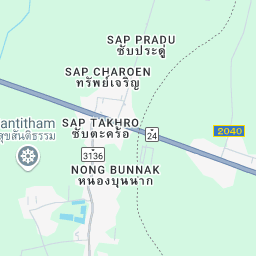 SAP PRADU
ซับประดู่
SAP CHAROEN
ทรัพย์เจริญ
antitham
สุขสันติธรรม
SAP TAKHRO
ซับตะคร้อ
24
2040
3136
NONG BUNNAK
หนองบุนนาก